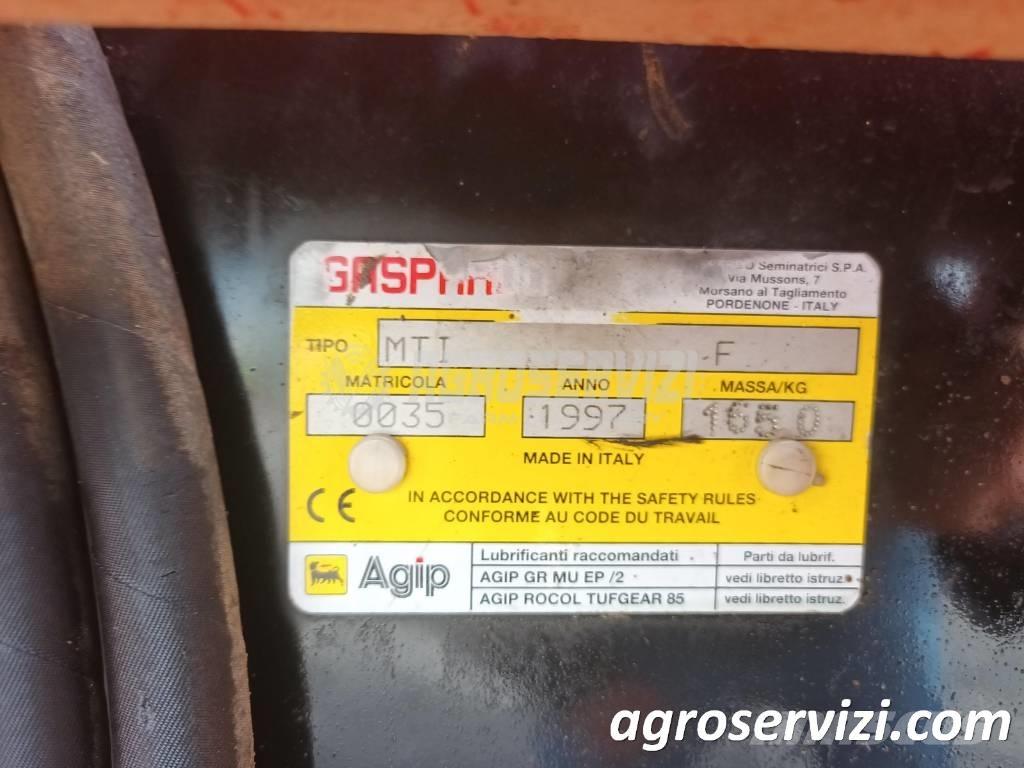 GASPAR
Seminatrici S.P.A.
Via Mussons, 7
Morsano al Tagliamento
PORDENONE - ITALY
TIPO MTI F
MATRICOLA ANNO MASSA/KG
0035 1997 1650
MADE IN ITALY
CE IN ACCORDANCE WITH THE SAFETY RULES
CONFORME AU CODE DU TRAVAIL
Agip
Lubrificanti raccomandati Parti da lubrif.
AGIP GR MU EP /2 vedi libretto istruz.
AGIP ROCOL TUFGEAR 85 vedi libretto istruz.
AGROSERVIZI
agroservizi.com